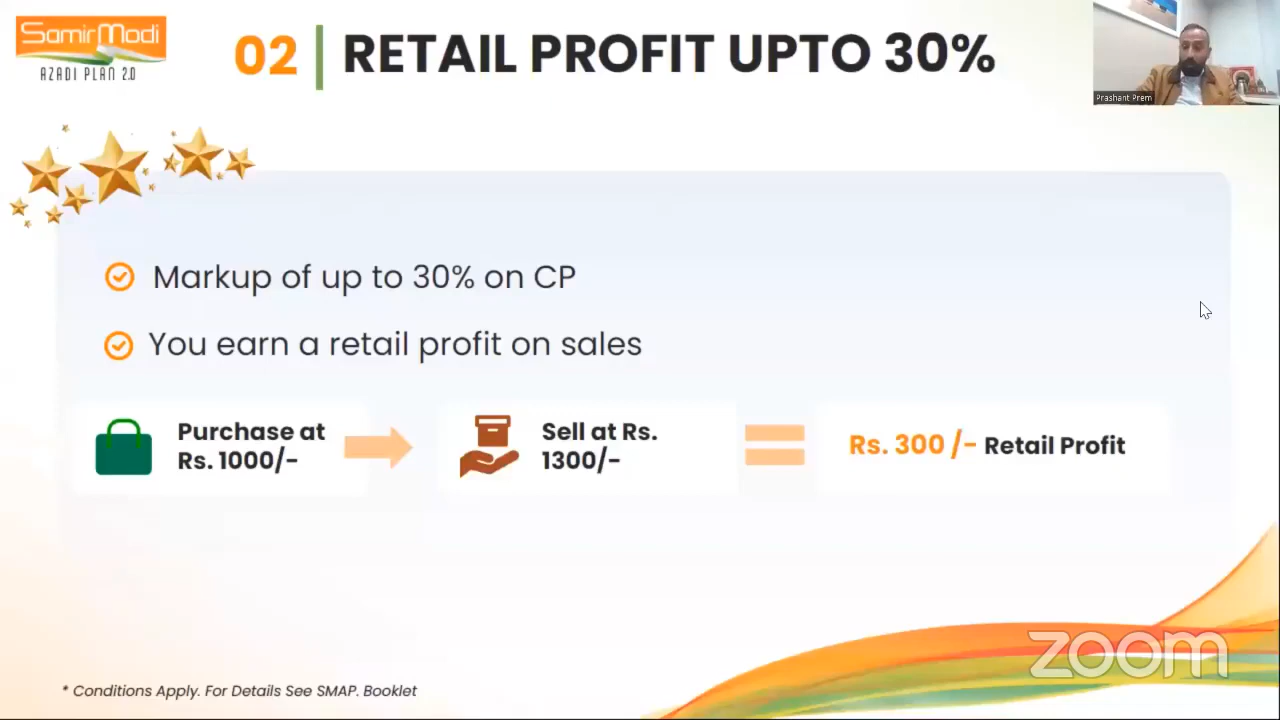 SamirModi
AZADI PLAN 2.0
02
RETAIL PROFIT UPTO 30%
Prashant Prem
Markup of up to 30% on CP
You earn a retail profit on sales
Purchase at
Rs. 1000/-
Sell at Rs.
1300/-
Rs. 300 /- Retail Profit
zoom
* Conditions Apply. For Details See SMAP. Booklet